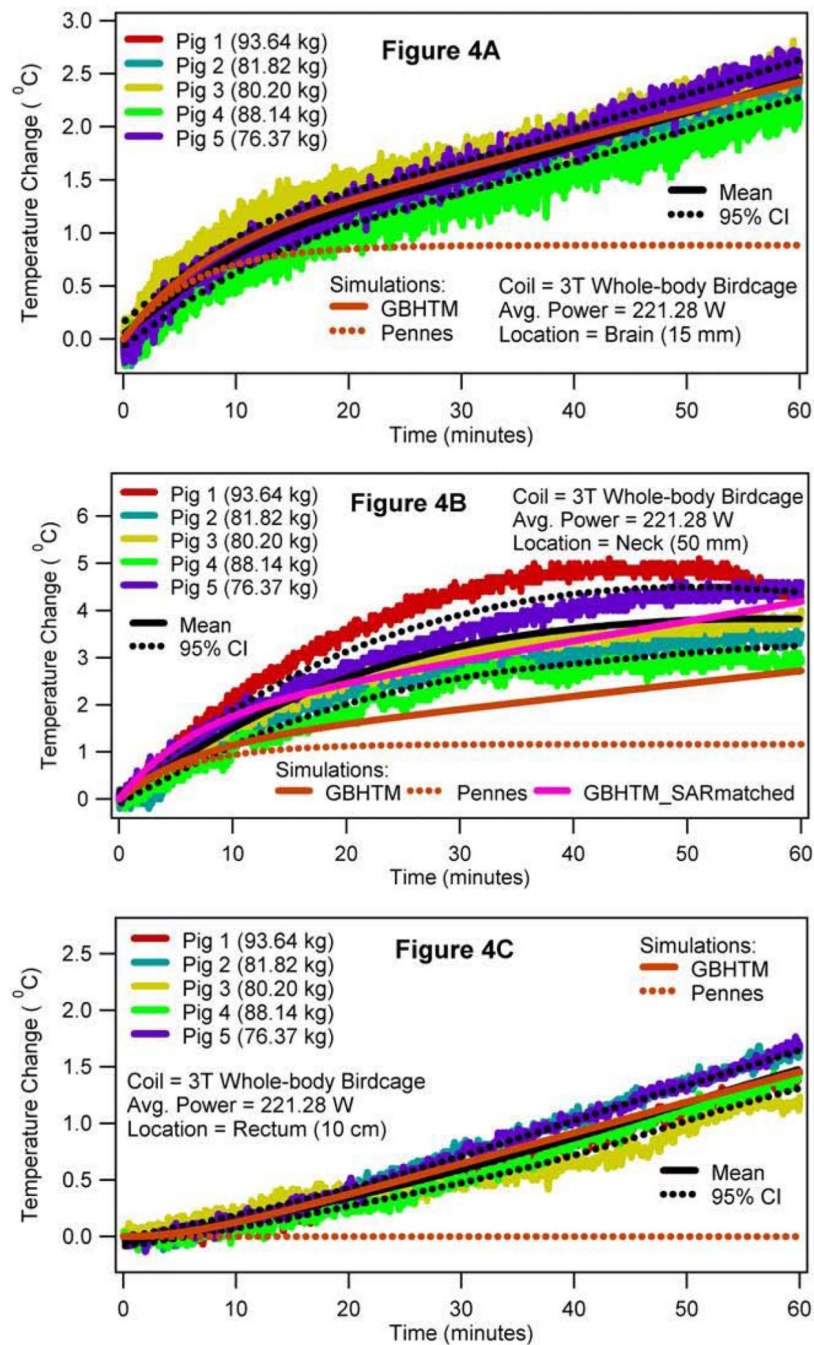 Figure 4A
Pig 1 (93.64 kg)
Pig 2 (81.82 kg)
Pig 3 (80.20 kg)
Pig 4 (88.14 kg)
Pig 5 (76.37 kg)
Mean
95% CI
Simulations:
GBHTM
Pennes
Coil = 3T Whole-body Birdcage
Avg. Power = 221.28 W
Location = Brain (15 mm)
Temperature Change ( ⁰C)
3.0
2.5
2.0
1.5
1.0
0.5
0.0
0 10 20 30 40 50 60
Time (minutes)
Figure 4B
Pig 1 (93.64 kg)
Pig 2 (81.82 kg)
Pig 3 (80.20 kg)
Pig 4 (88.14 kg)
Pig 5 (76.37 kg)
Mean
95% CI
Coil = 3T Whole-body Birdcage
Avg. Power = 221.28 W
Location = Neck (50 mm)
Simulations:
GBHTM Pennes GBHTM_SARmatched
Temperature Change ( ⁰C)
6
5
4
3
2
1
0
0 10 20 30 40 50 60
Time (minutes)
Figure 4C
Pig 1 (93.64 kg)
Pig 2 (81.82 kg)
Pig 3 (80.20 kg)
Pig 4 (88.14 kg)
Pig 5 (76.37 kg)
Simulations:
GBHTM
Pennes
Coil = 3T Whole-body Birdcage
Avg. Power = 221.28 W
Location = Rectum (10 cm)
Mean
95% CI
Temperature Change ( ⁰C)
2.5
2.0
1.5
1.0
0.5
0.0
0 10 20 30 40 50 60
Time (minutes)